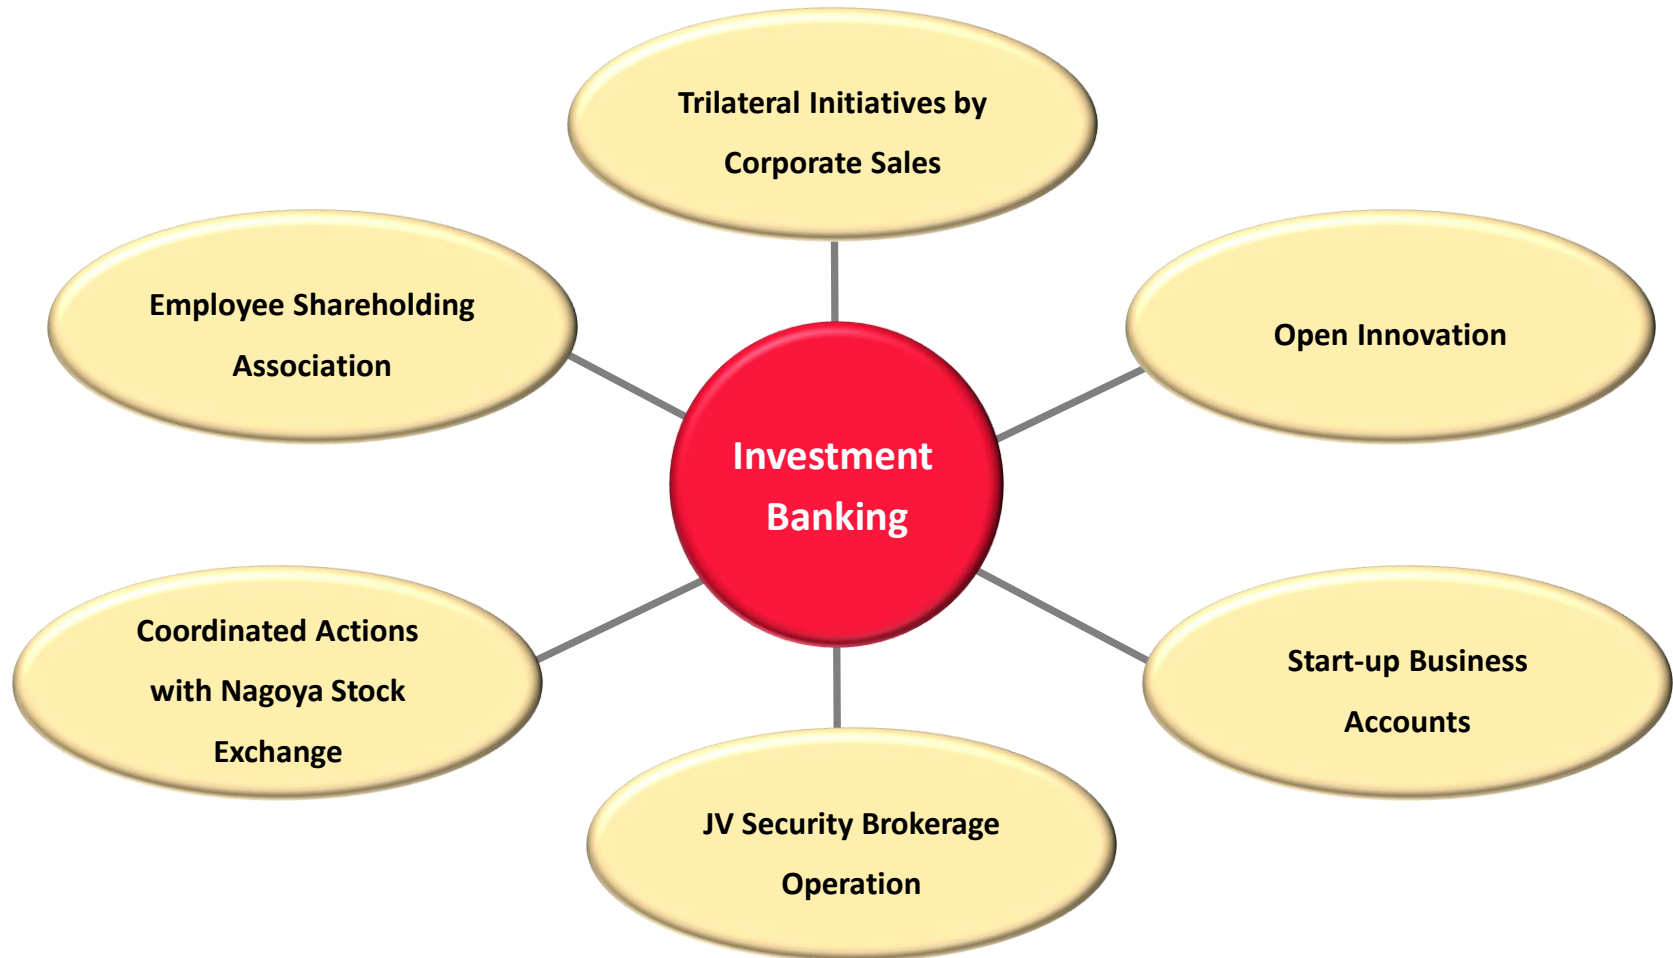 Trilateral Initiatives by
Corporate Sales
Employee Shareholding
Association
Open Innovation
Investment
Banking
Coordinated Actions
with Nagoya Stock
Exchange
Start-up Business
Accounts
JV Security Brokerage
Operation